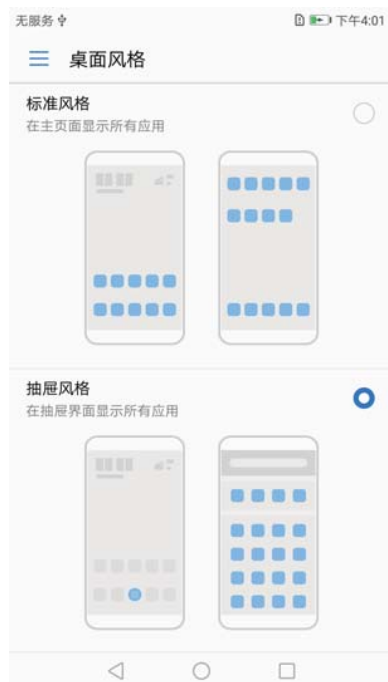 无服务
下午4:01
桌面风格
标准风格
在主页面显示所有应用
抽屉风格
在抽屉界面显示所有应用